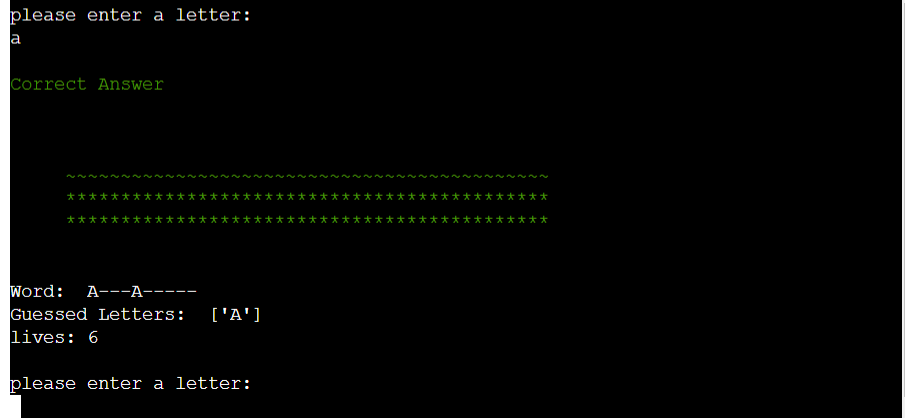 please enter a letter:
a
Correct Answer
~~~~~~~~~~~~~~~~~~~~~~~~~~~~~~~~~~~~~~~~~~~~
********************************************
********************************************
Word:  A---A-----
Guessed Letters:  ['A']
lives: 6
please enter a letter: